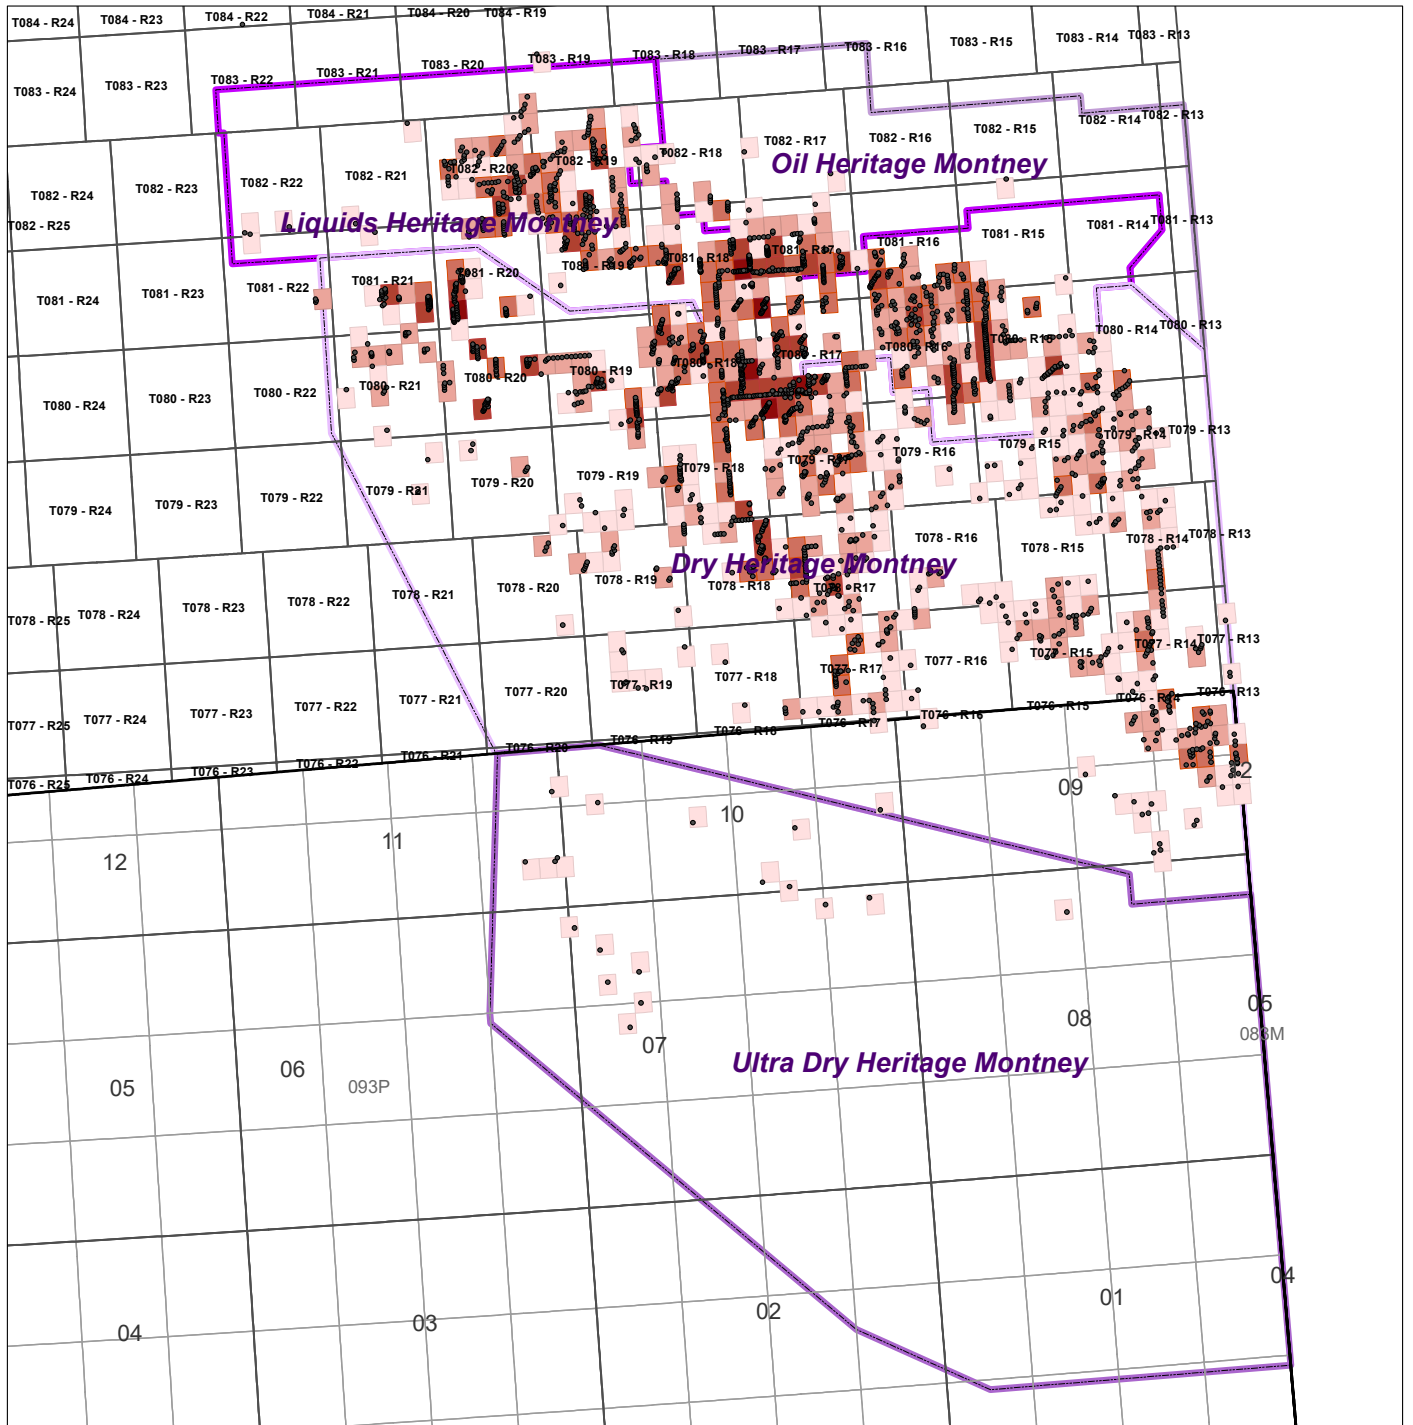 T084 - R24
T084 - R23
T084 - R22
T084 - R21
T084 - R20
T084 - R19
T083 - R24
T083 - R23
T083 - R22
T083 - R21
T083 - R20
T083 - R19
T083 - R18
T083 - R17
T083 - R16
T083 - R15
T083 - R14
T083 - R13
T082 - R25
T082 - R24
T082 - R23
T082 - R22
T082 - R21
T082 - R20
T082 - R19
T082 - R18
T082 - R17
T082 - R16
T082 - R15
T082 - R14
T082 - R13
Oil Heritage Montney
Liquids Heritage Montney
T081 - R24
T081 - R23
T081 - R22
T081 - R21
T081 - R20
T081 - R19
T081 - R18
T081 - R17
T081 - R16
T081 - R15
T081 - R14
T081 - R13
T080 - R24
T080 - R23
T080 - R22
T080 - R21
T080 - R20
T080 - R19
T080 - R18
T080 - R17
T080 - R16
T080 - R15
T080 - R14
T080 - R13
T079 - R24
T079 - R23
T079 - R22
T079 - R21
T079 - R20
T079 - R19
T079 - R18
T079 - R17
T079 - R16
T079 - R15
T079 - R14
T079 - R13
Dry Heritage Montney
T078 - R25
T078 - R24
T078 - R23
T078 - R22
T078 - R21
T078 - R20
T078 - R19
T078 - R18
T078 - R17
T078 - R16
T078 - R15
T078 - R14
T078 - R13
T077 - R25
T077 - R24
T077 - R23
T077 - R22
T077 - R21
T077 - R20
T077 - R19
T077 - R18
T077 - R17
T077 - R16
T077 - R15
T077 - R14
T077 - R13
T076 - R25
T076 - R24
T076 - R23
T076 - R22
T076 - R21
T076 - R20
T076 - R19
T076 - R18
T076 - R17
T076 - R16
T076 - R15
T076 - R14
T076 - R13
12
11
10
09
05
06
093P
07
08
05
083M
Ultra Dry Heritage Montney
04
03
02
01
04